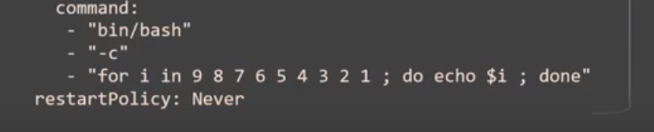 command:
- "bin/bash"
- "-c"
- "for i in 9 8 7 6 5 4 3 2 1 ; do echo $i ; done"
restartPolicy: Never